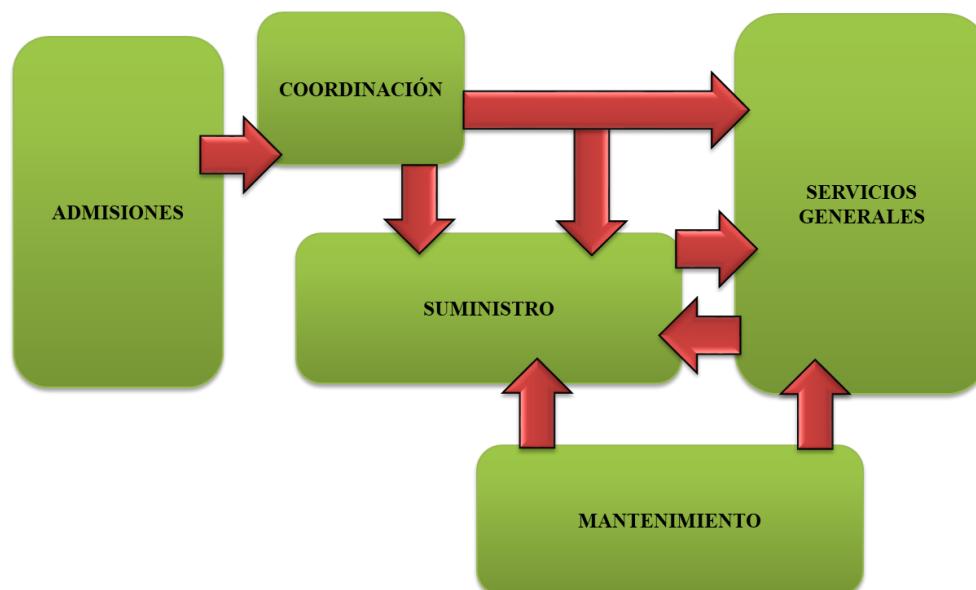 COORDINACIÓN
ADMISIONES
SERVICIOS
GENERALES
SUMINISTRO
MANTENIMIENTO